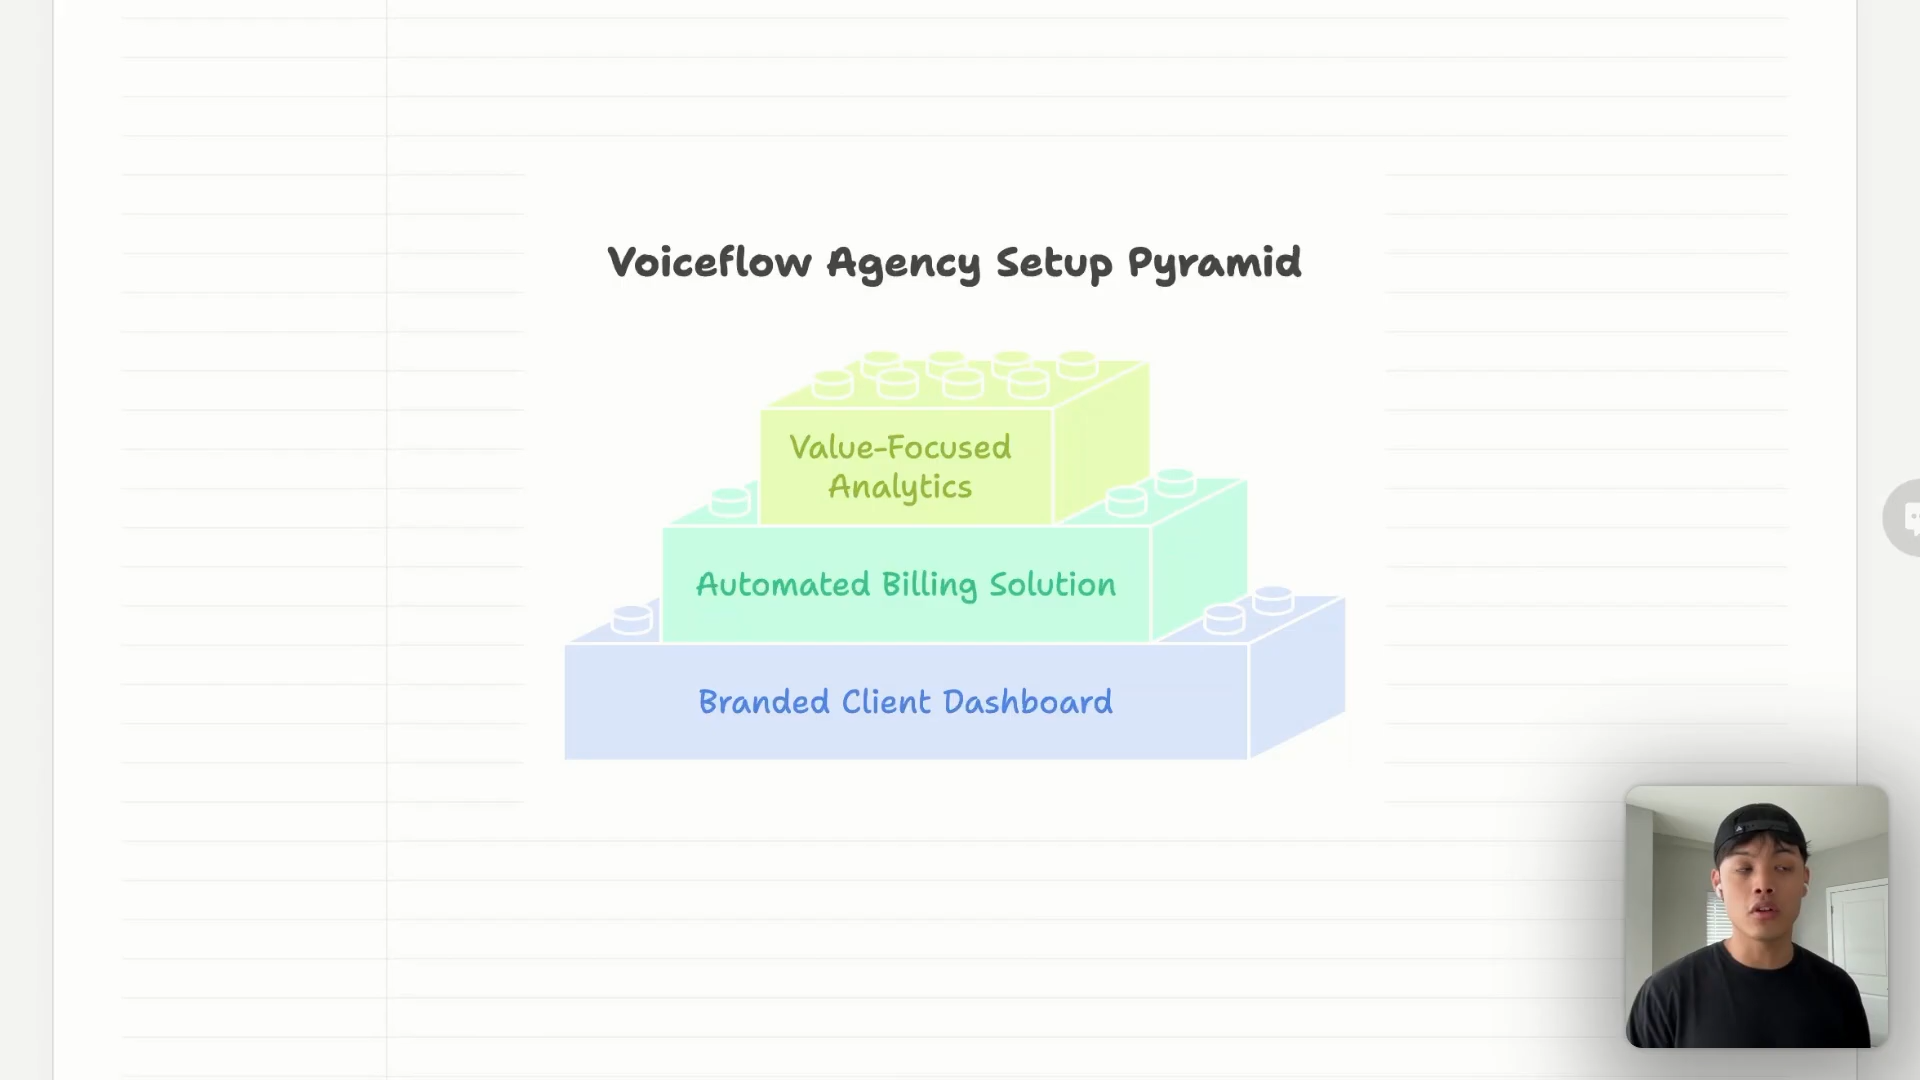 Voiceflow Agency Setup Pyramid
Value-Focused
Analytics
Automated Billing Solution
Branded Client Dashboard